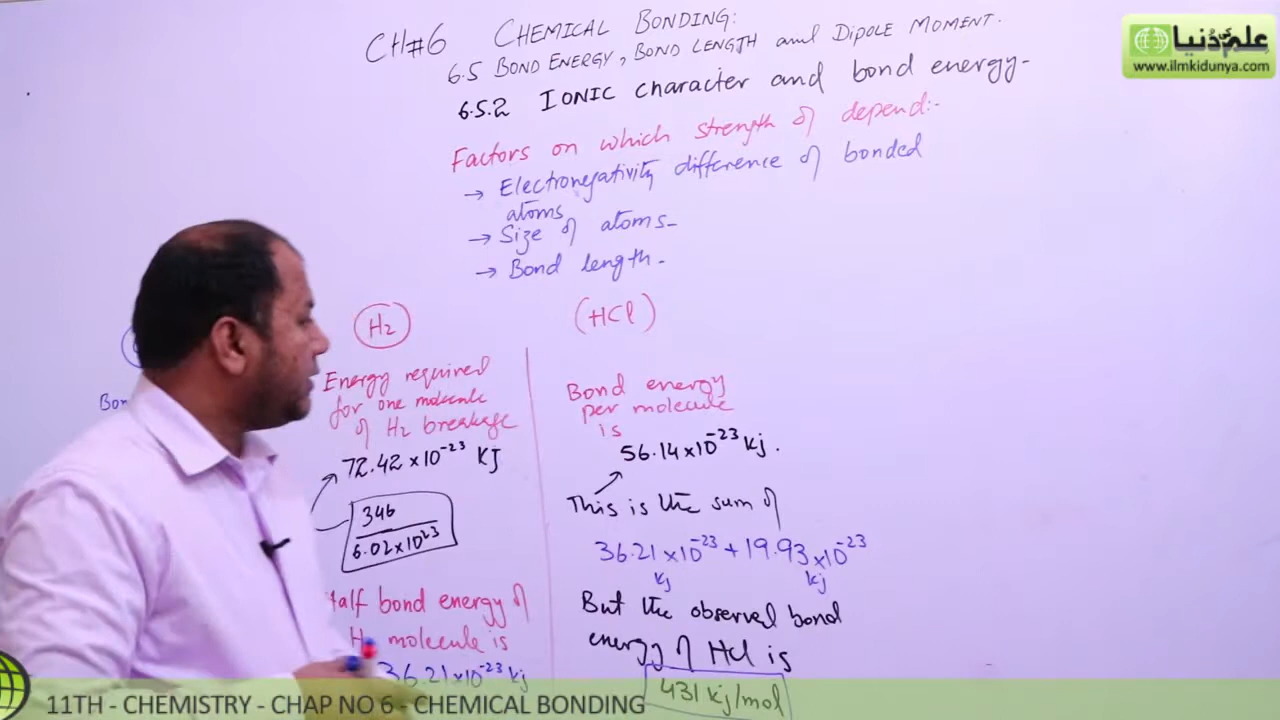 CH#6 CHEMICAL BONDING:
6.5 BOND ENERGY, BOND LENGTH and DIPOLE MOMENT.
6.5.2 IONIC character and bond energy-
Factors on which strength of depend:-
→ Electronegativity difference of bonded
atoms
→ Size of atoms-
→ Bond length-
علم کی دنیا
www.ilmkidunya.com
H2
Energy required
for one molecule
of H2 breakage
72.42×10⁻²³ KJ
346
6.02×10²³
Half bond energy of
H2 molecule is
36.21×10⁻²³ kj
(HCl)
Bond energy
per molecule
is
56.14×10⁻²³ kj.
This is the sum of
36.21×10⁻²³ + 19.93×10⁻²³
kj kj
But the observed bond
energy of HCl is
431 kj/mol
11TH - CHEMISTRY - CHAP NO 6 - CHEMICAL BONDING